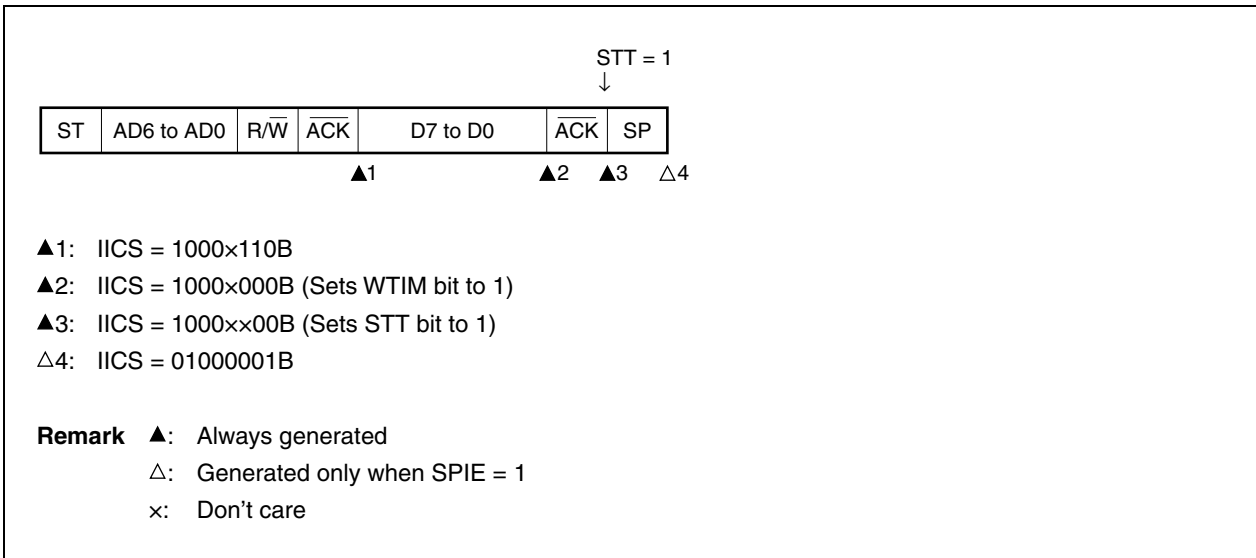 STT = 1
↓
ST AD6 to AD0 R/W̅ A̅C̅K̅ D7 to D0 A̅C̅K̅ SP
▲1 ▲2 ▲3 △4
▲1: IICS = 1000×110B
▲2: IICS = 1000×000B (Sets WTIM bit to 1)
▲3: IICS = 1000××00B (Sets STT bit to 1)
△4: IICS = 01000001B
Remark ▲: Always generated
△: Generated only when SPIE = 1
×: Don't care